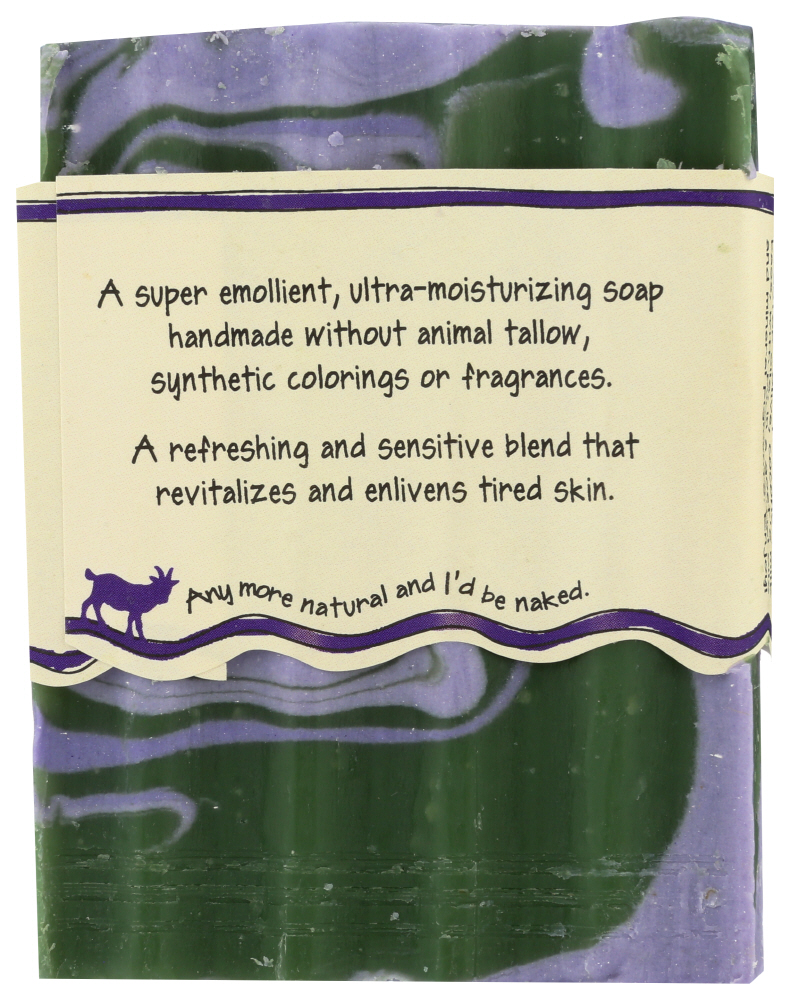 A super emollient, ultra-moisturizing soap
handmade without animal tallow,
synthetic colorings or fragrances.
A refreshing and sensitive blend that
revitalizes and enlivens tired skin.
Any more natural and I'd be naked.